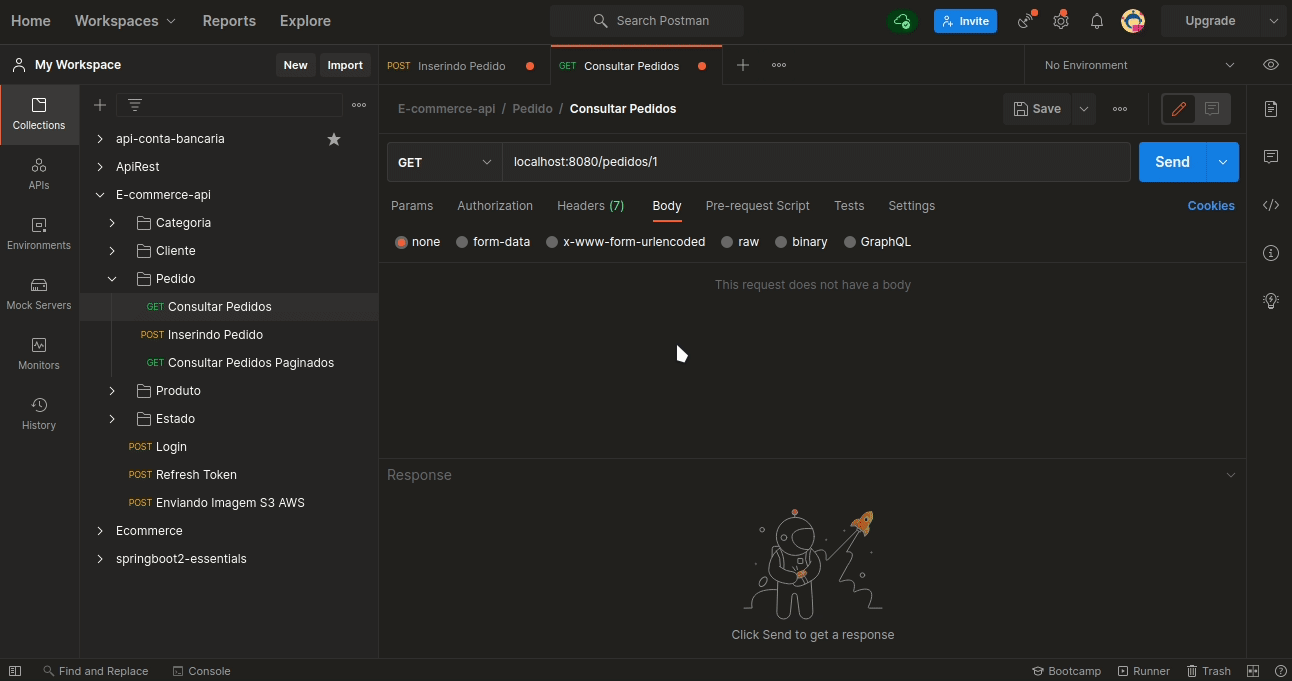 Home Workspaces Reports Explore Search Postman Invite Upgrade
My Workspace New Import
POST Inserindo Pedido
GET Consultar Pedidos
No Environment
Collections
APIs
Environments
Mock Servers
Monitors
History
api-conta-bancaria
ApiRest
E-commerce-api
Categoria
Cliente
Pedido
GET Consultar Pedidos
POST Inserindo Pedido
GET Consultar Pedidos Paginados
Produto
Estado
POST Login
POST Refresh Token
POST Enviando Imagem S3 AWS
Ecommerce
springboot2-essentials
E-commerce-api / Pedido / Consultar Pedidos
Save
GET localhost:8080/pedidos/1 Send
Params Authorization Headers (7) Body Pre-request Script Tests Settings Cookies
none form-data x-www-form-urlencoded raw binary GraphQL
This request does not have a body
Response
Click Send to get a response
Find and Replace Console Bootcamp Runner Trash